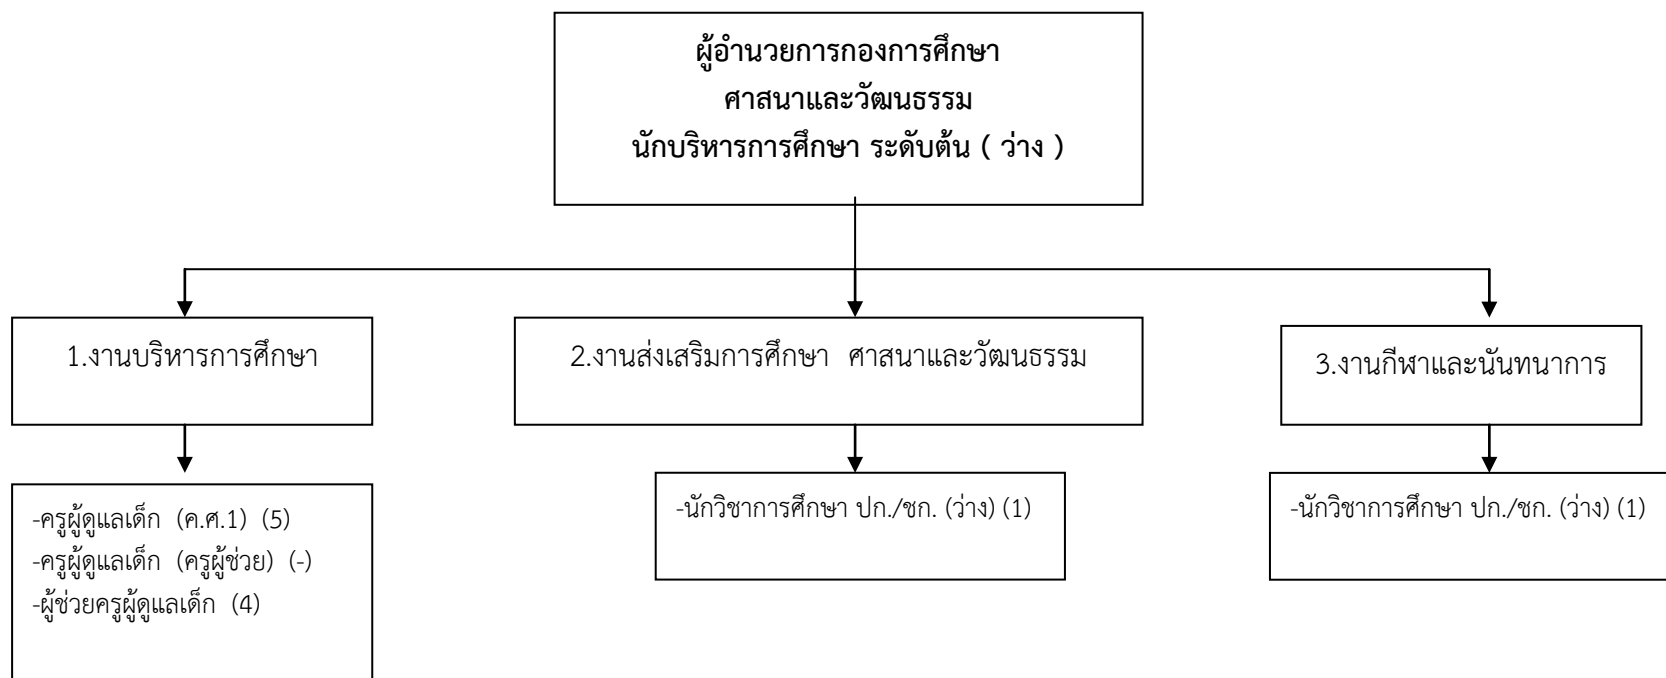 ผู้อำนวยการกองการศึกษา
ศาสนาและวัฒนธรรม
นักบริหารการศึกษา ระดับต้น ( ว่าง )
1.งานบริหารการศึกษา
2.งานส่งเสริมการศึกษา ศาสนาและวัฒนธรรม
3.งานกีฬาและนันทนาการ
-ครูผู้ดูแลเด็ก (ค.ศ.1) (5)
-ครูผู้ดูแลเด็ก (ครูผู้ช่วย) (-)
-ผู้ช่วยครูผู้ดูแลเด็ก (4)
-นักวิชาการศึกษา ปก./ชก. (ว่าง) (1)
-นักวิชาการศึกษา ปก./ชก. (ว่าง) (1)